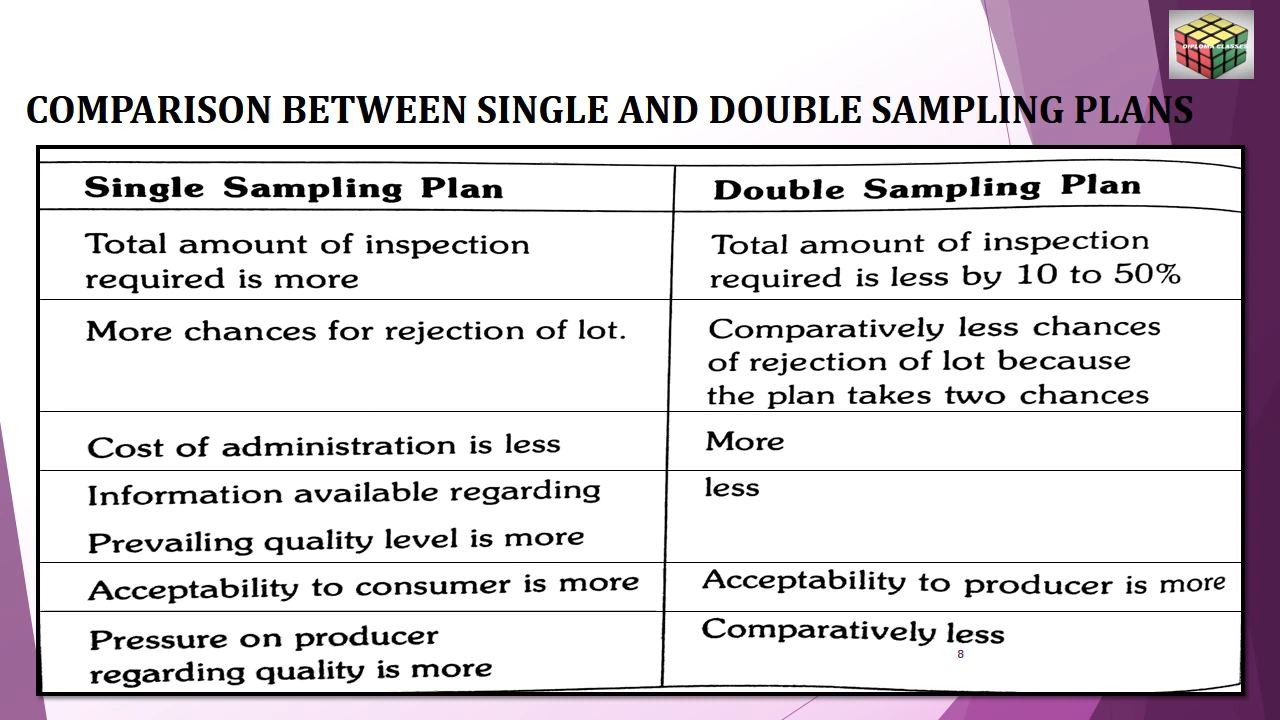 DIPLOMA CLASSES
COMPARISON BETWEEN SINGLE AND DOUBLE SAMPLING PLANS
Single Sampling Plan
Double Sampling Plan
Total amount of inspection
required is more
Total amount of inspection
required is less by 10 to 50%
More chances for rejection of lot.
Comparatively less chances
of rejection of lot because
the plan takes two chances
Cost of administration is less
More
Information available regarding
Prevailing quality level is more
less
Acceptability to consumer is more
Acceptability to producer is more
Pressure on producer
regarding quality is more
Comparatively less
8